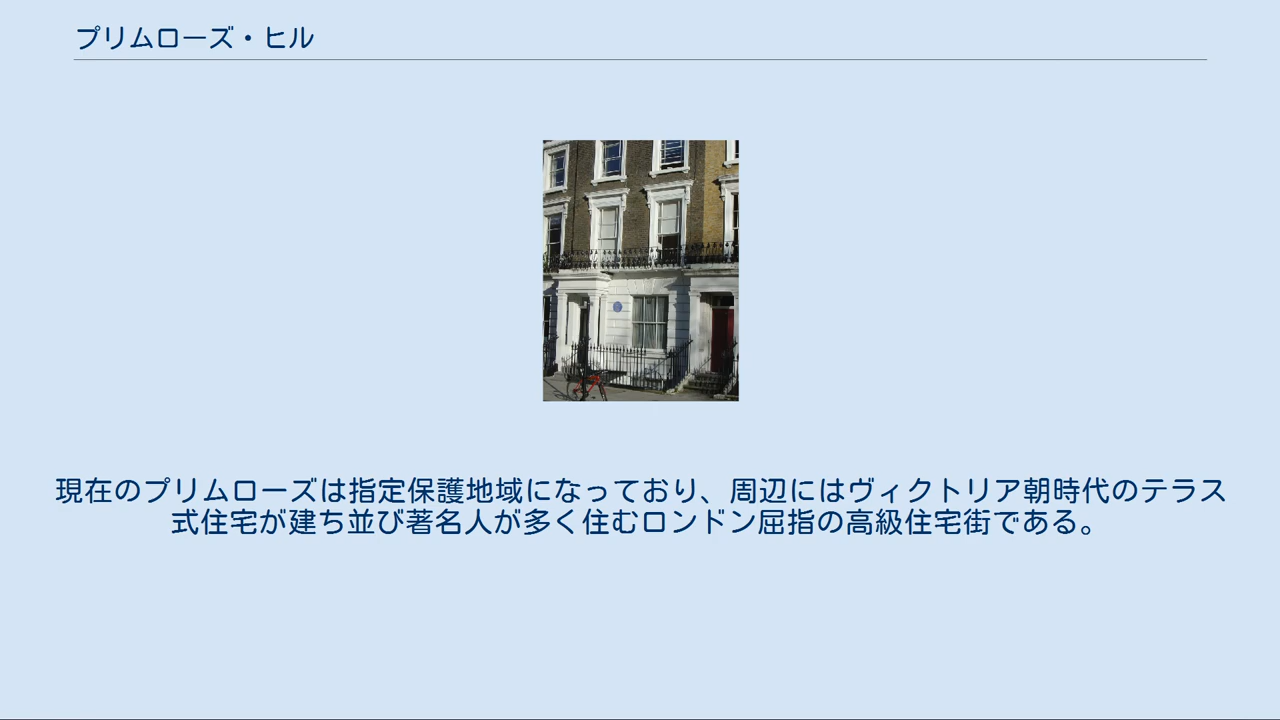 プリムローズ・ヒル
現在のプリムローズは指定保護地域になっており、周辺にはヴィクトリア朝時代のテラス
式住宅が建ち並び著名人が多く住むロンドン屈指の高級住宅街である。